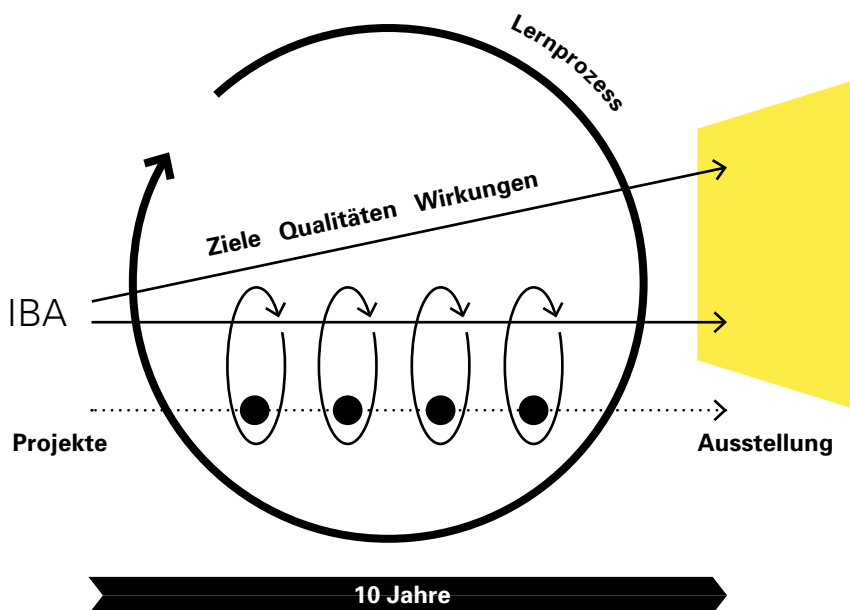 Lernprozess
Ziele Qualitäten Wirkungen
IBA
Projekte
Ausstellung
10 Jahre